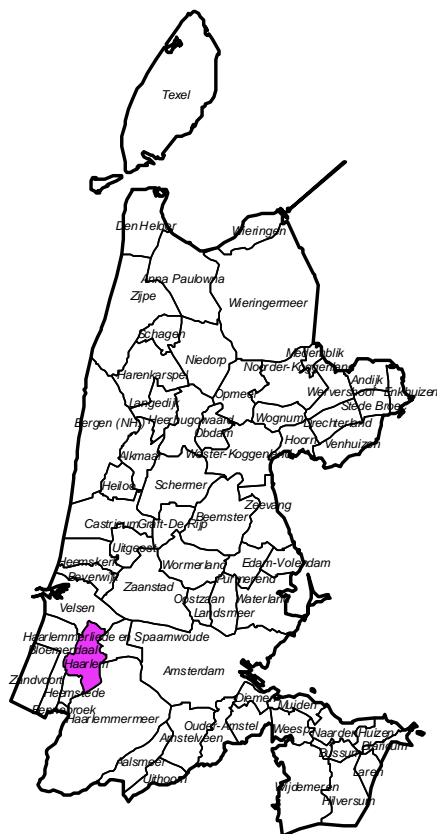 Texel
Den Helder
Wieringen
Anna Paulowna
Zijpe
Wieringermeer
Schagen
Niedorp
Medemblik
Noorder-Koggenland
Harenkarspel
Andijk
Opmeer
Wervershoof
Enkhuizen
Langedijk
Stede Broec
Bergen (NH)
Heerhugowaard
Wognum
Drechterland
Obdam
Hoorn
Venhuizen
Alkmaar
Wester-Koggenland
Heiloo
Schermer
Zeevang
Beemster
Castricum
Graft-De Rijp
Uitgeest
Heemskerk
Wormerland
Edam-Volendam
Beverwijk
Zaanstad
Purmerend
Oostzaan
Waterland
Velsen
Landsmeer
Haarlemmerliede en Spaarnwoude
Bloemendaal
Haarlem
Amsterdam
Zandvoort
Heemstede
Diemen
Muiden
Bennebroek
Haarlemmermeer
Ouder-Amstel
Weesp
Naarden
Huizen
Amstelveen
Bussum
Blaricum
Aalsmeer
Laren
Uithoorn
Wijdemeren
Hilversum